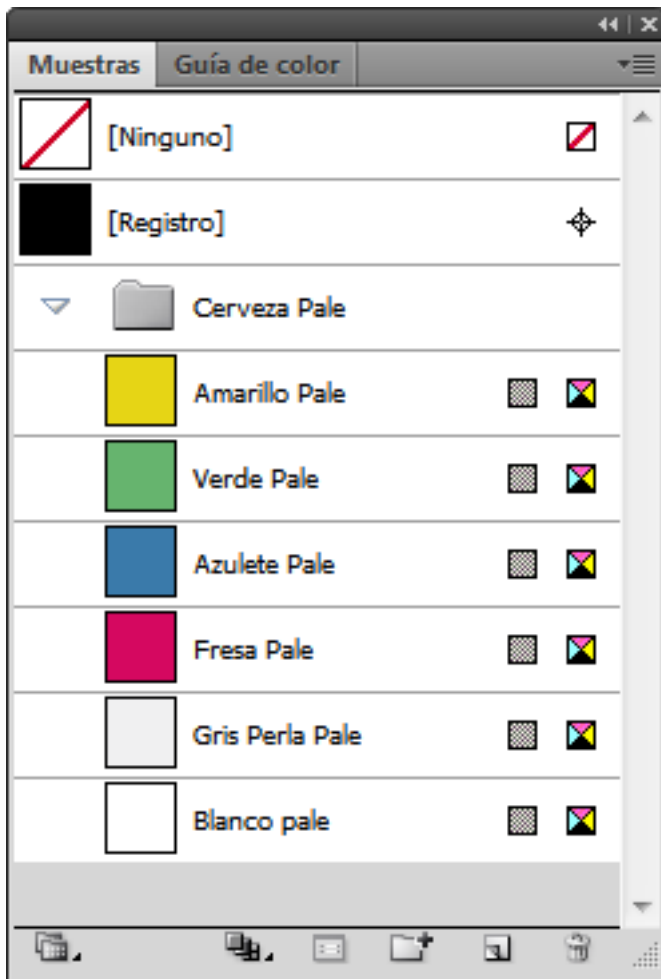 Muestras Guía de color
[Ninguno]
[Registro]
Cerveza Pale
Amarillo Pale
Verde Pale
Azulete Pale
Fresa Pale
Gris Perla Pale
Blanco pale